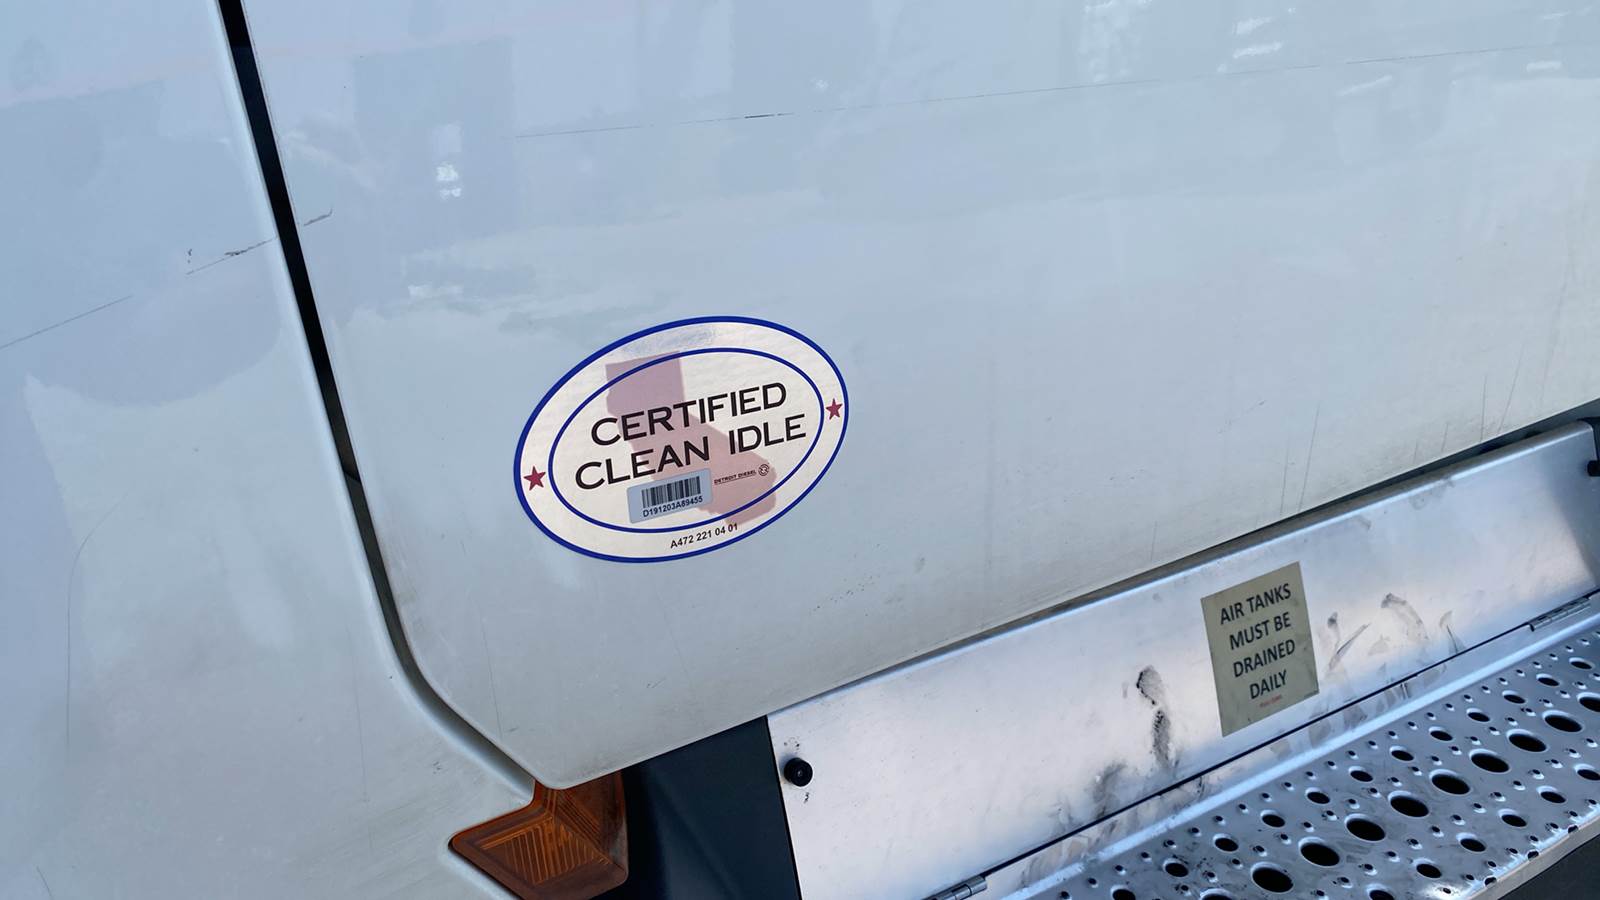 CERTIFIED
CLEAN IDLE
DETROIT DIESEL
D191203A89455
A472 221 04 01
AIR TANKS
MUST BE
DRAINED
DAILY